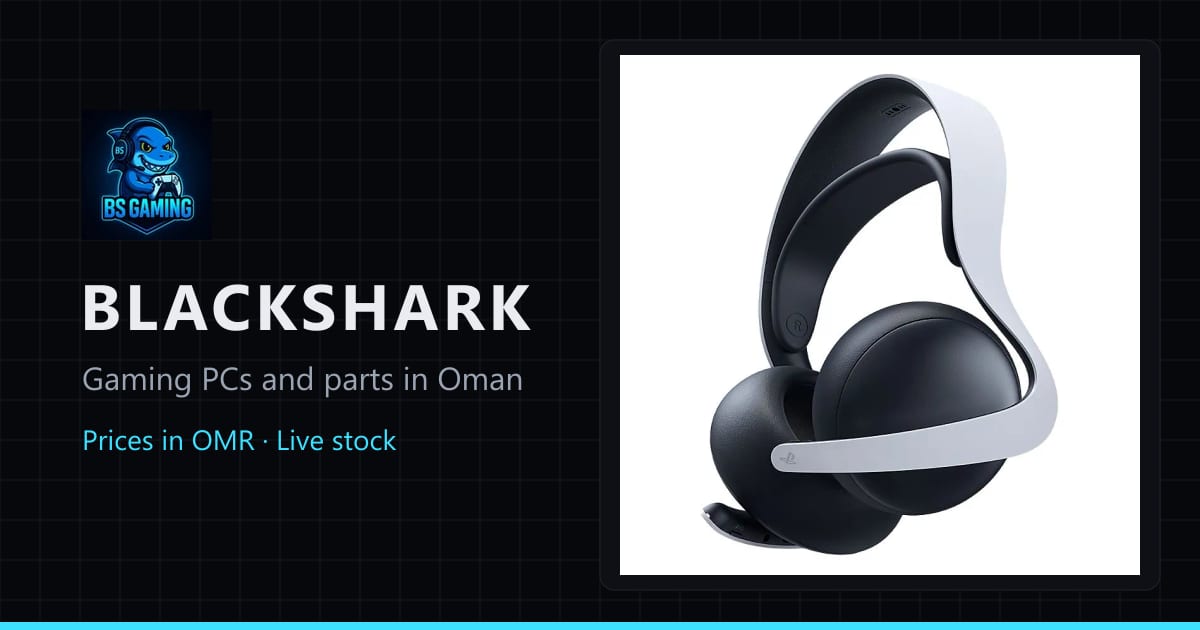 BS
BS GAMING
BLACKSHARK
Gaming PCs and parts in Oman
Prices in OMR · Live stock
R